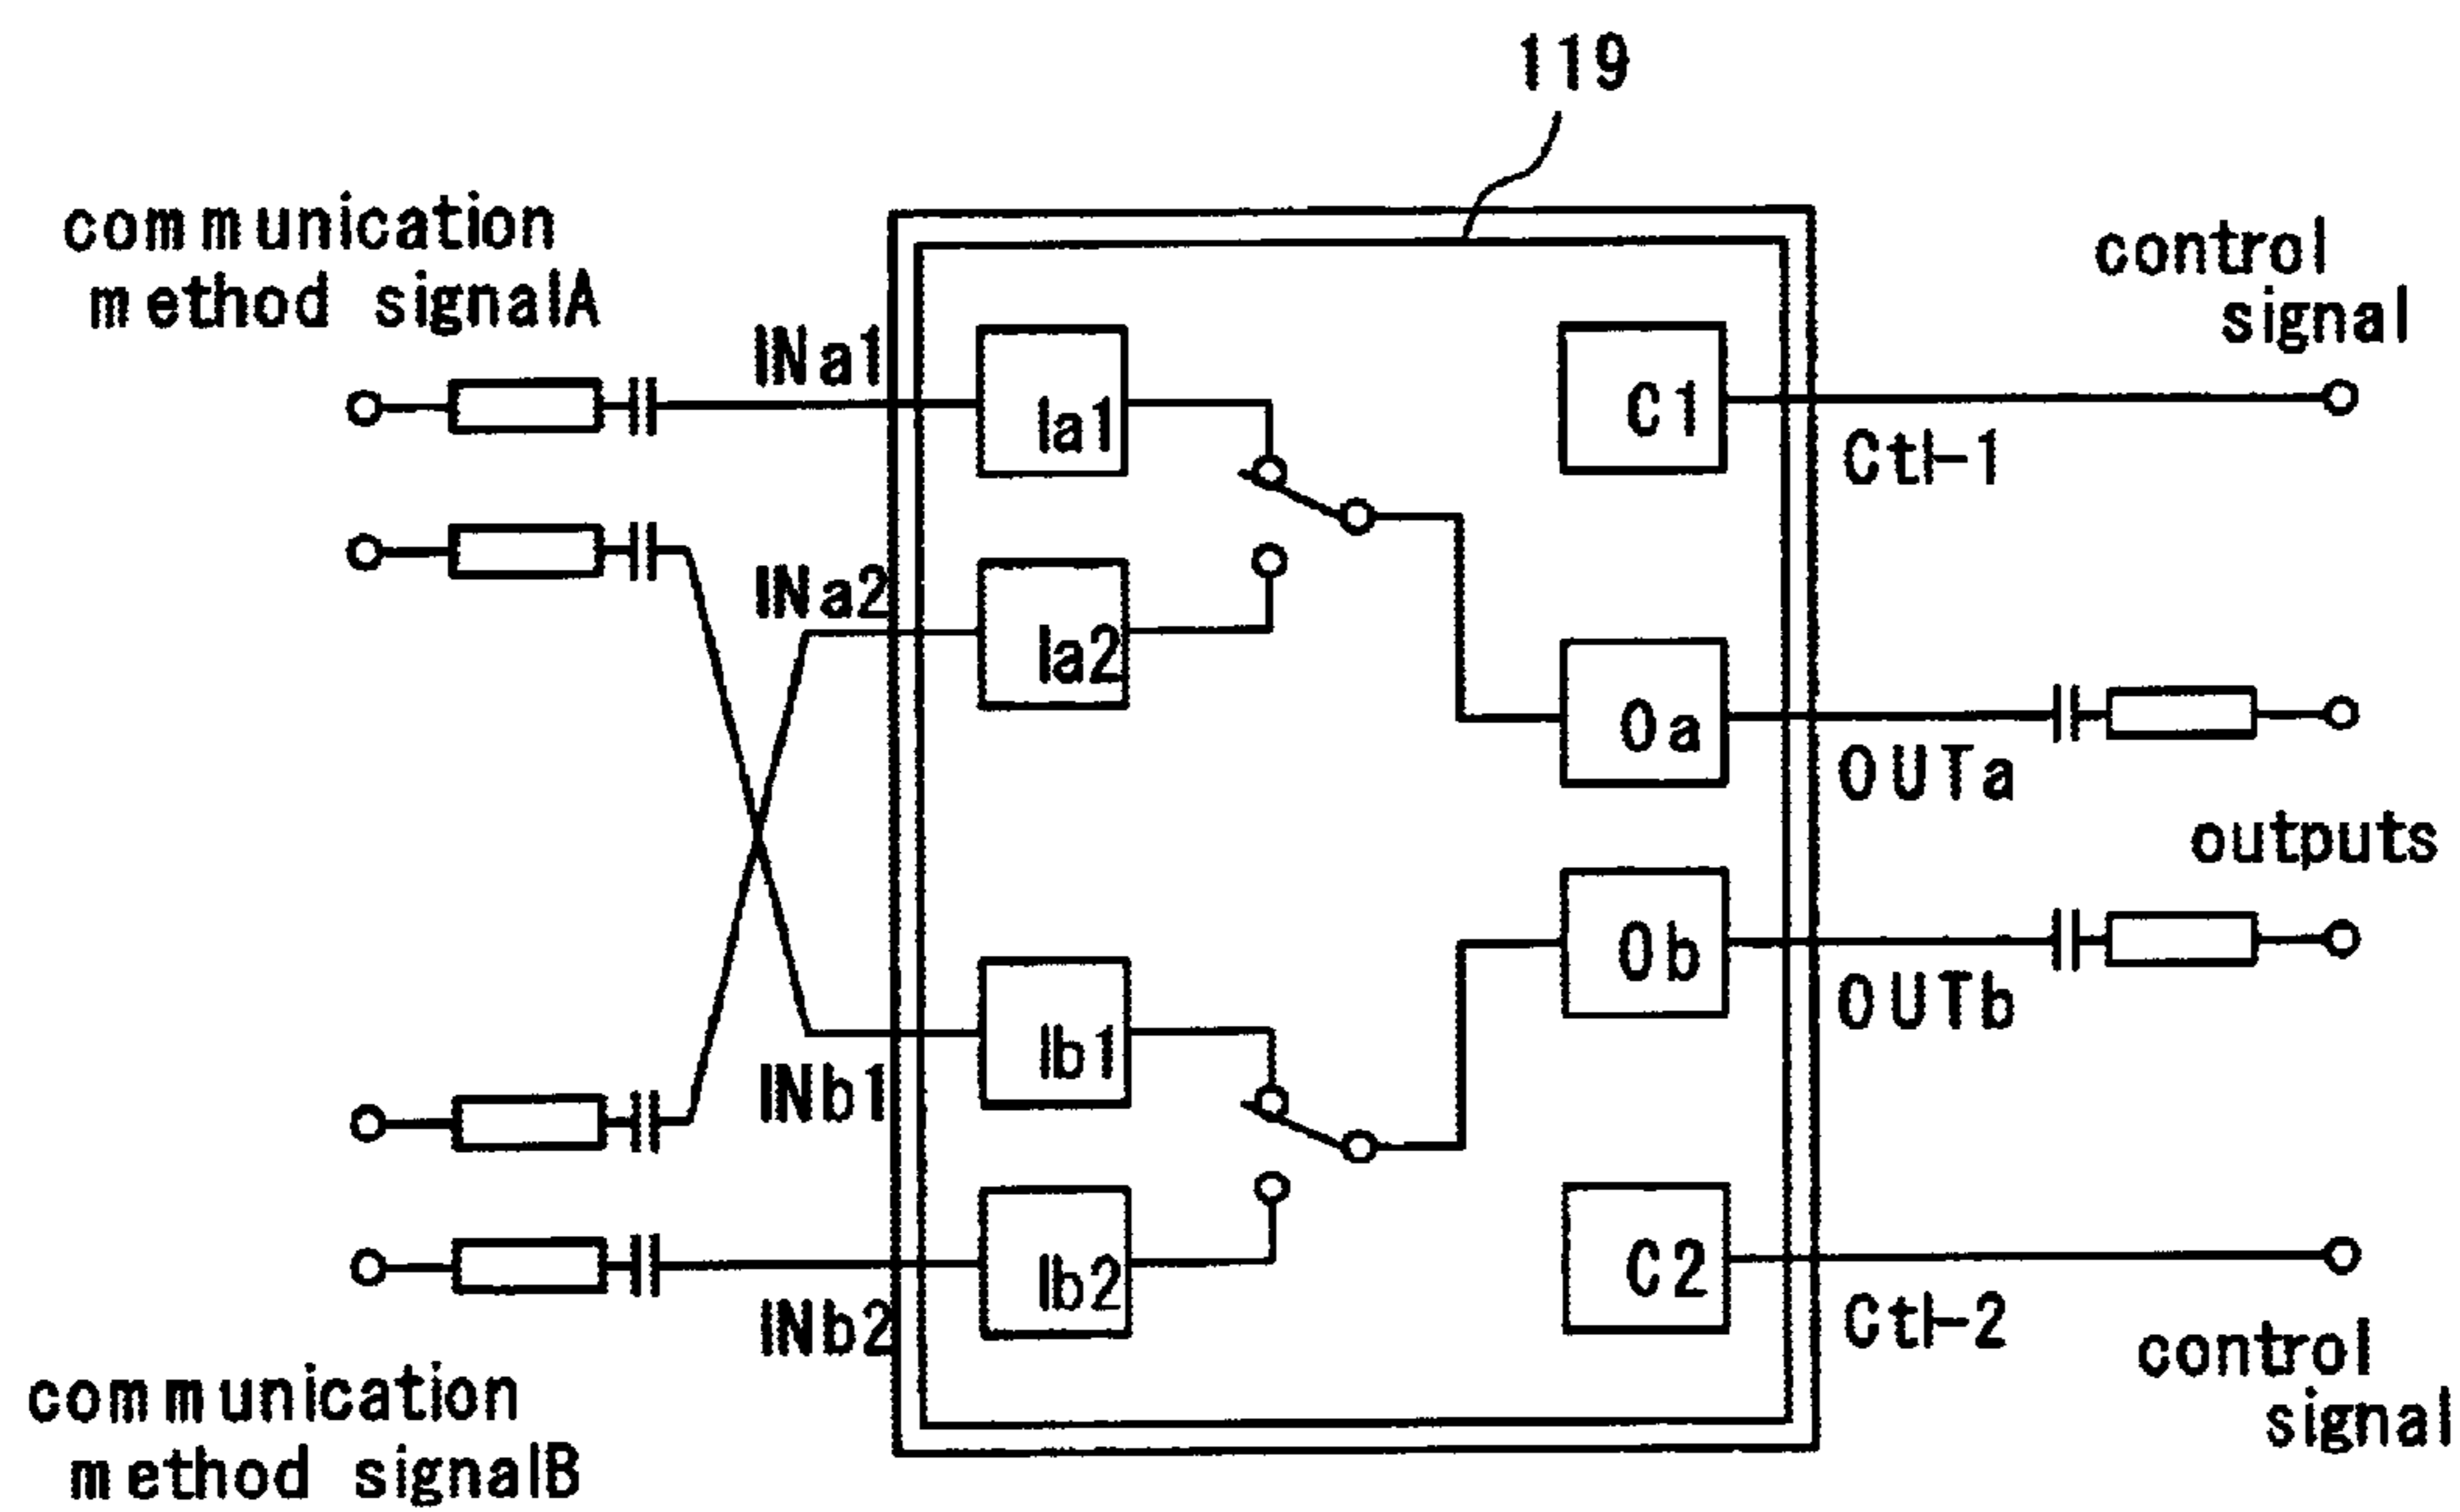 119
communication
method signalA
control
signal
INa1
Ia1
C1
Ctl-1
INa2
Ia2
Oa
OUTa
outputs
Ob
OUTb
Ib1
INb1
Ib2
C2
INb2
Ctl-2
control
signal
communication
method signalB